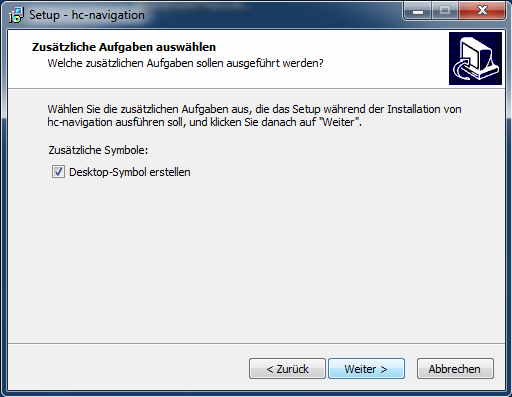 Setup - hc-navigation
Zusätzliche Aufgaben auswählen
Welche zusätzlichen Aufgaben sollen ausgeführt werden?
Wählen Sie die zusätzlichen Aufgaben aus, die das Setup während der Installation von
hc-navigation ausführen soll, und klicken Sie danach auf "Weiter".
Zusätzliche Symbole:
Desktop-Symbol erstellen
< Zurück
Weiter >
Abbrechen